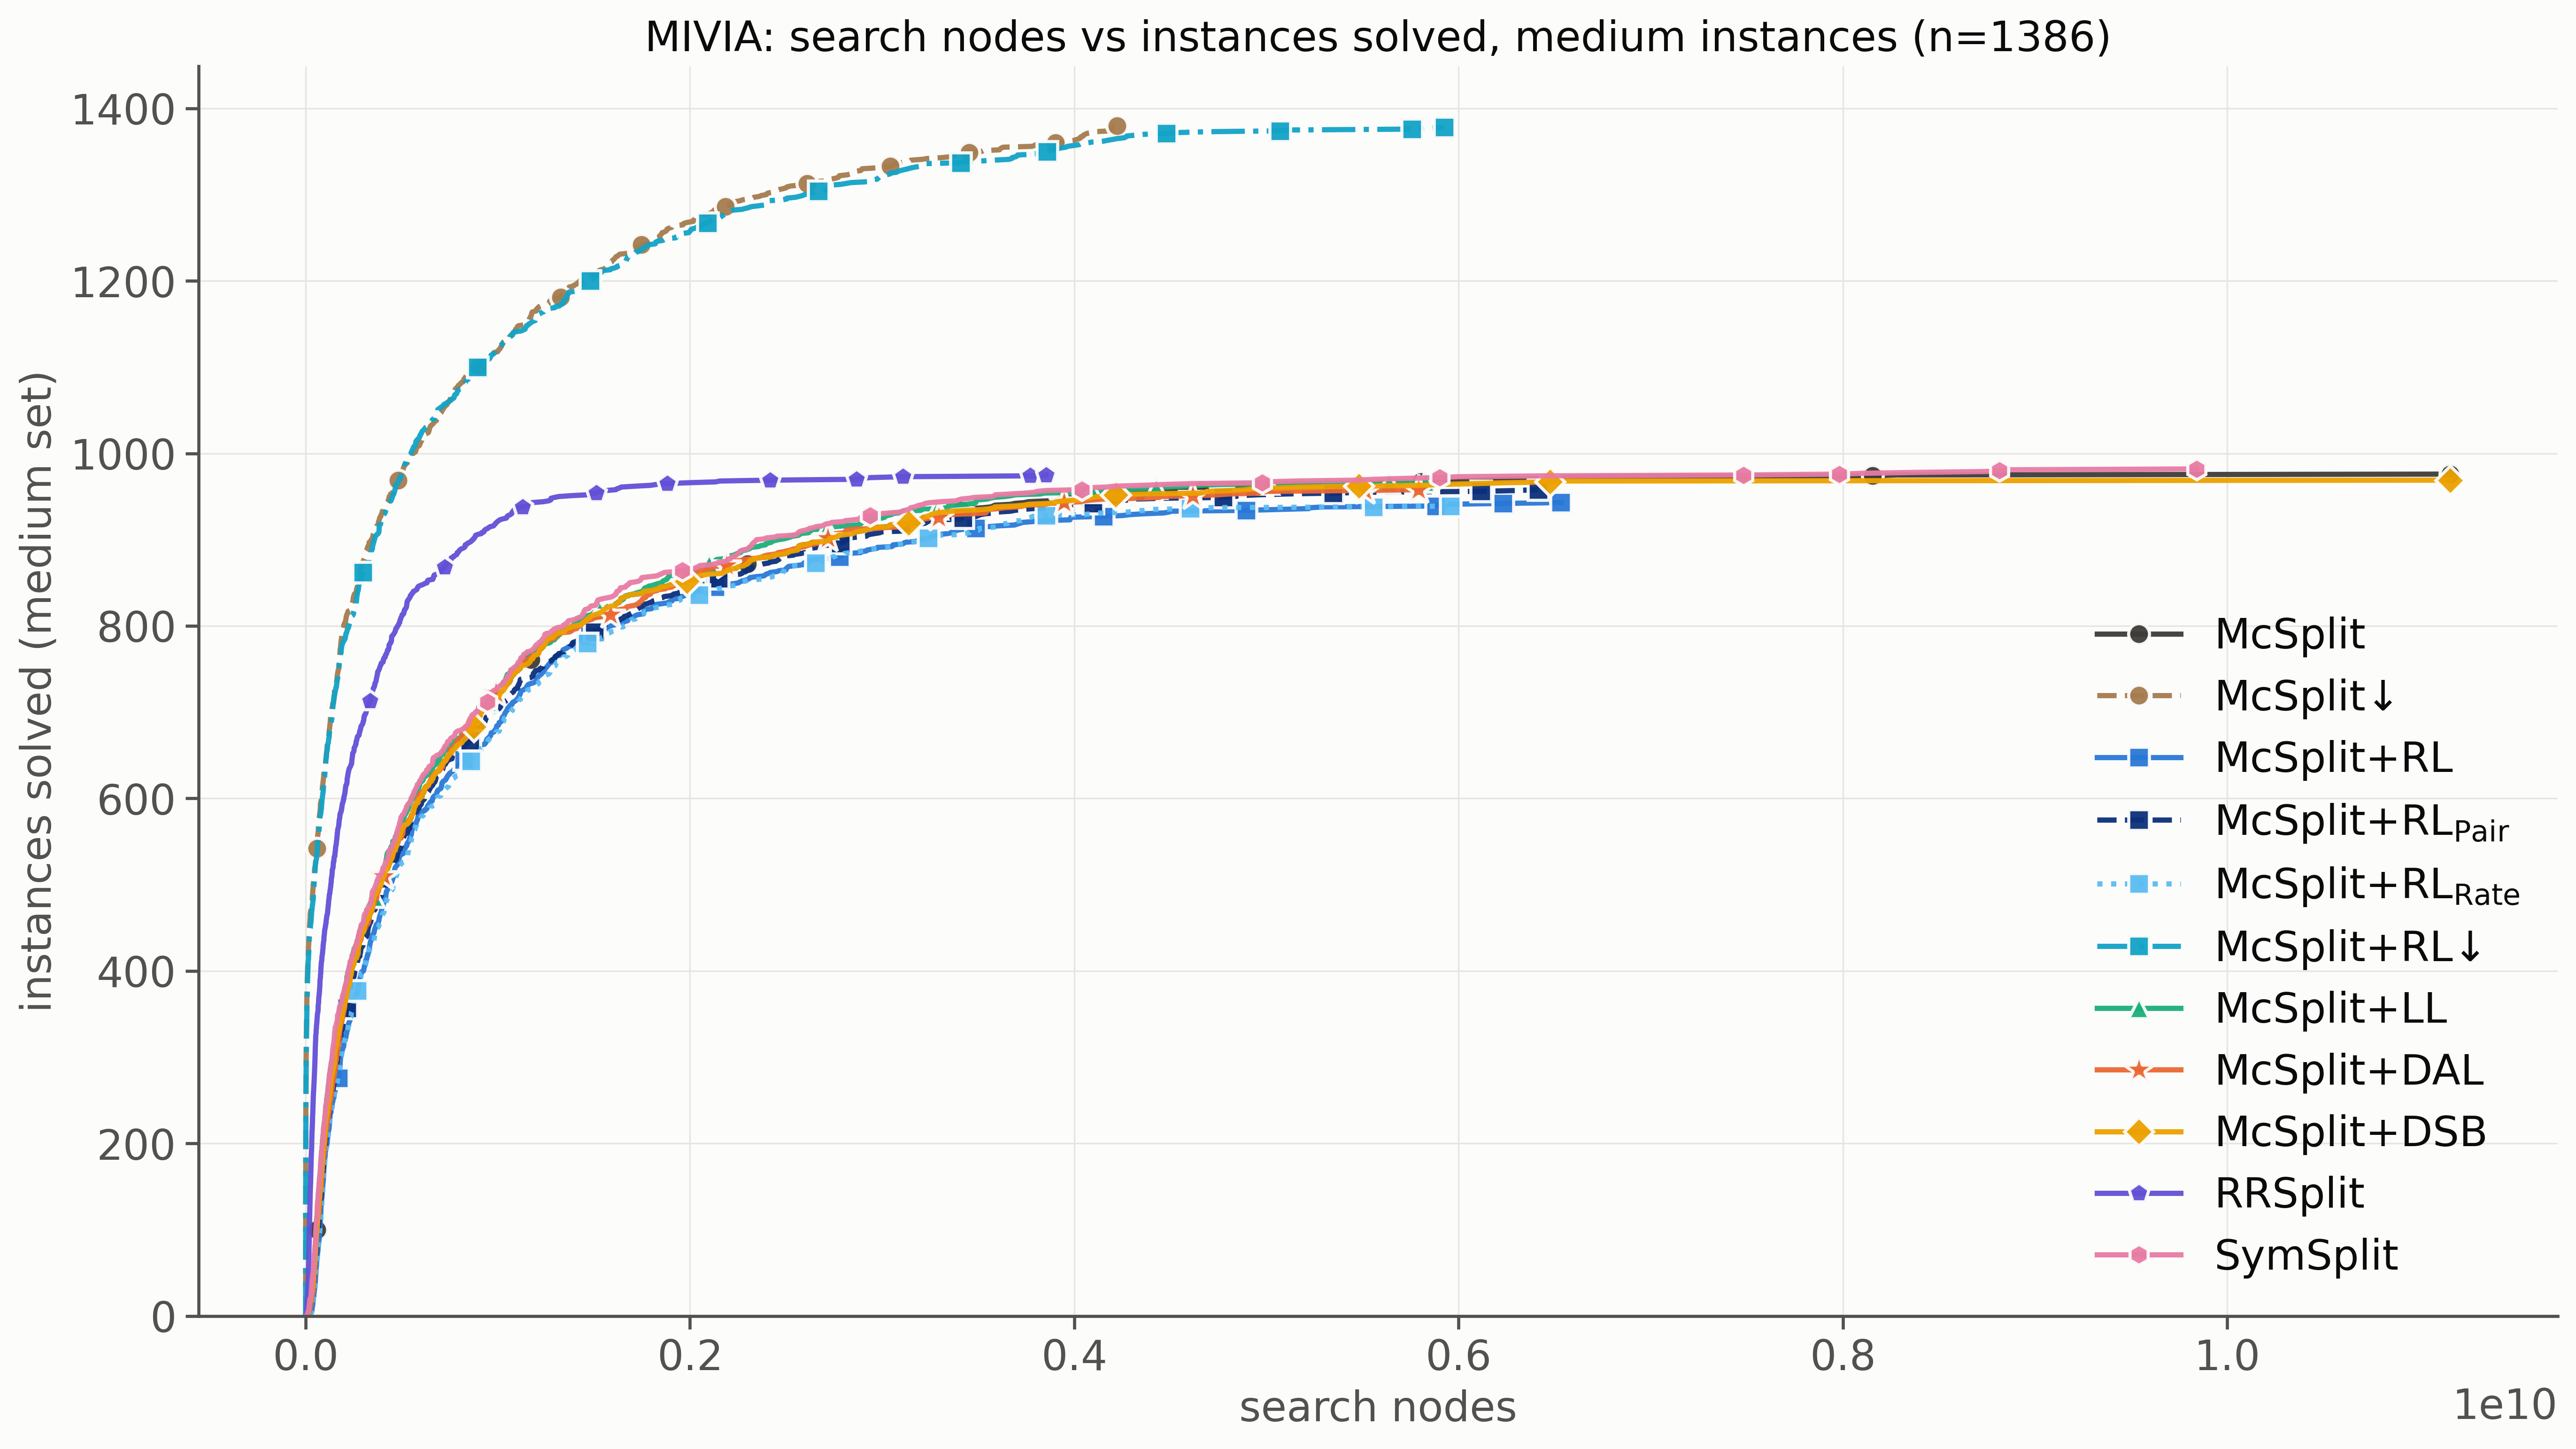 MIVIA: search nodes vs instances solved, medium instances (n=1386)
instances solved (medium set)
1400
1200
1000
800
600
400
200
0
0.0 0.2 0.4 0.6 0.8 1.0
search nodes
1e10
McSplit
McSplit↓
McSplit+RL
McSplit+RLPair
McSplit+RLRate
McSplit+RL↓
McSplit+LL
McSplit+DAL
McSplit+DSB
RRSplit
SymSplit